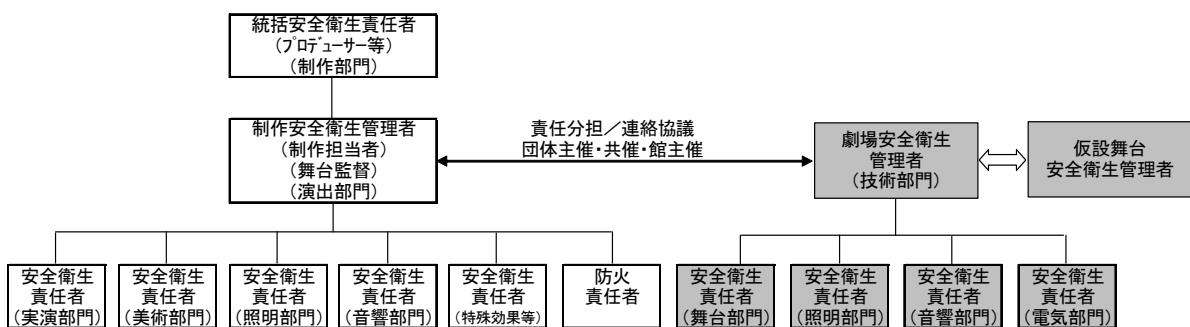 統括安全衛生責任者
(プロデューサー等)
(制作部門)
制作安全衛生管理者
(制作担当者)
(舞台監督)
(演出部門)
責任分担／連絡協議
団体主催・共催・館主催
劇場安全衛生
管理者
(技術部門)
仮設舞台
安全衛生管理者
安全衛生
責任者
(実演部門)
安全衛生
責任者
(美術部門)
安全衛生
責任者
(照明部門)
安全衛生
責任者
(音響部門)
安全衛生
責任者
(特殊効果等)
防火
責任者
安全衛生
責任者
(舞台部門)
安全衛生
責任者
(照明部門)
安全衛生
責任者
(音響部門)
安全衛生
責任者
(電気部門)